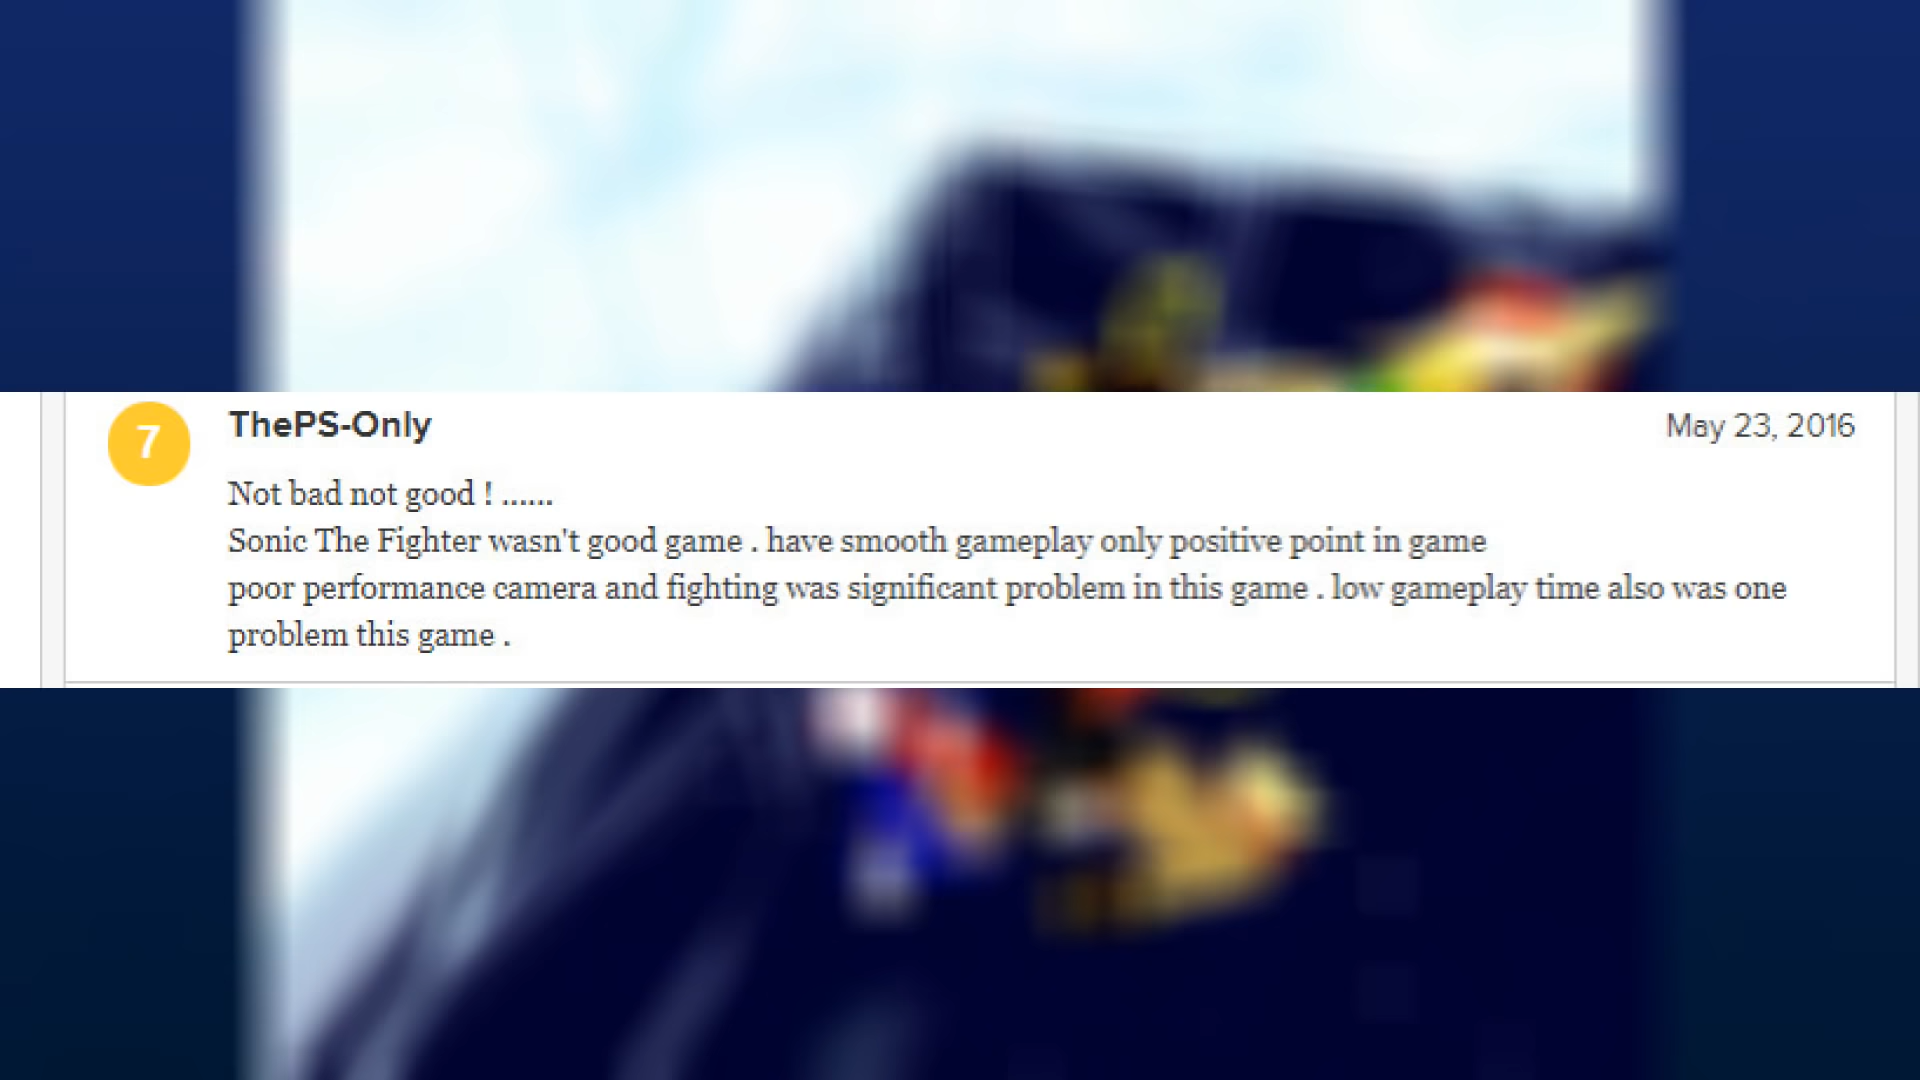 7
ThePS-Only
May 23, 2016
Not bad not good ! ......
Sonic The Fighter wasn't good game . have smooth gameplay only positive point in game
poor performance camera and fighting was significant problem in this game . low gameplay time also was one
problem this game .